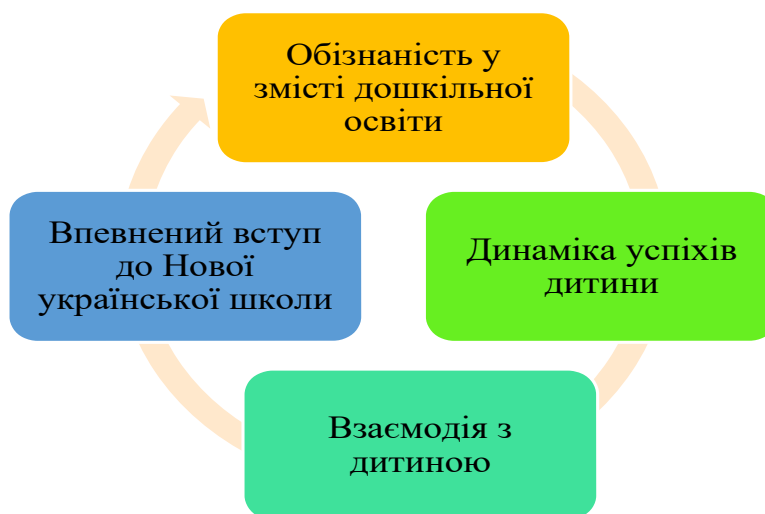 Обізнаність у
змісті дошкільної
освіти
Динаміка успіхів
дитини
Взаємодія з
дитиною
Впевнений вступ
до Нової
української школи